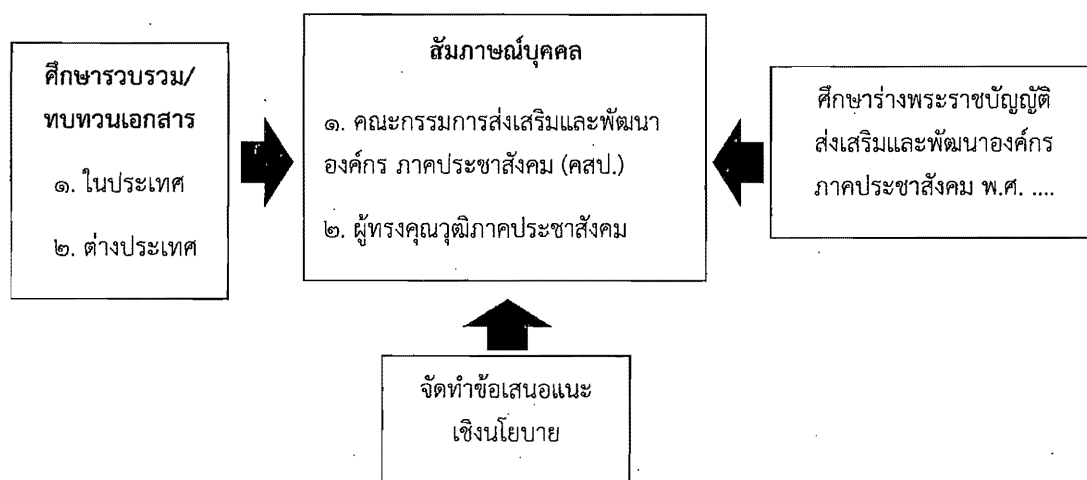 ศึกษารวบรวม/
ทบทวนเอกสาร
๑. ในประเทศ
๒. ต่างประเทศ
สัมภาษณ์บุคคล
๑. คณะกรรมการส่งเสริมและพัฒนา
องค์กร ภาคประชาสังคม (คสป.)
๒. ผู้ทรงคุณวุฒิภาคประชาสังคม
ศึกษาร่างพระราชบัญญัติ
ส่งเสริมและพัฒนาองค์กร
ภาคประชาสังคม พ.ศ. ....
จัดทำข้อเสนอแนะ
เชิงนโยบาย